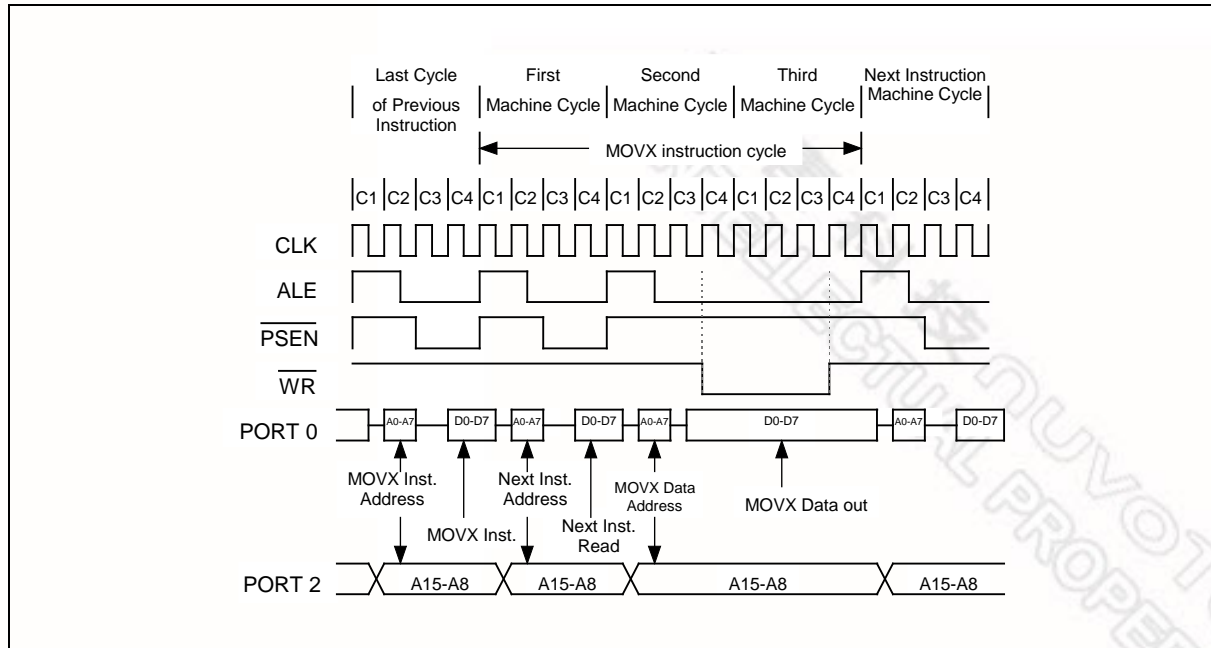 Last Cycle of Previous Instruction
First Machine Cycle
Second Machine Cycle
Third Machine Cycle
Next Instruction Machine Cycle
MOVX instruction cycle
C1 C2 C3 C4 C1 C2 C3 C4 C1 C2 C3 C4 C1 C2 C3 C4 C1 C2 C3 C4
CLK
ALE
PSEN
WR
PORT 0
A0-A7 D0-D7 A0-A7 D0-D7 A0-A7 D0-D7 A0-A7 D0-D7
MOVX Inst. Address
MOVX Inst.
Next Inst. Address
Next Inst. Read
MOVX Data Address
MOVX Data out
PORT 2
A15-A8 A15-A8 A15-A8 A15-A8